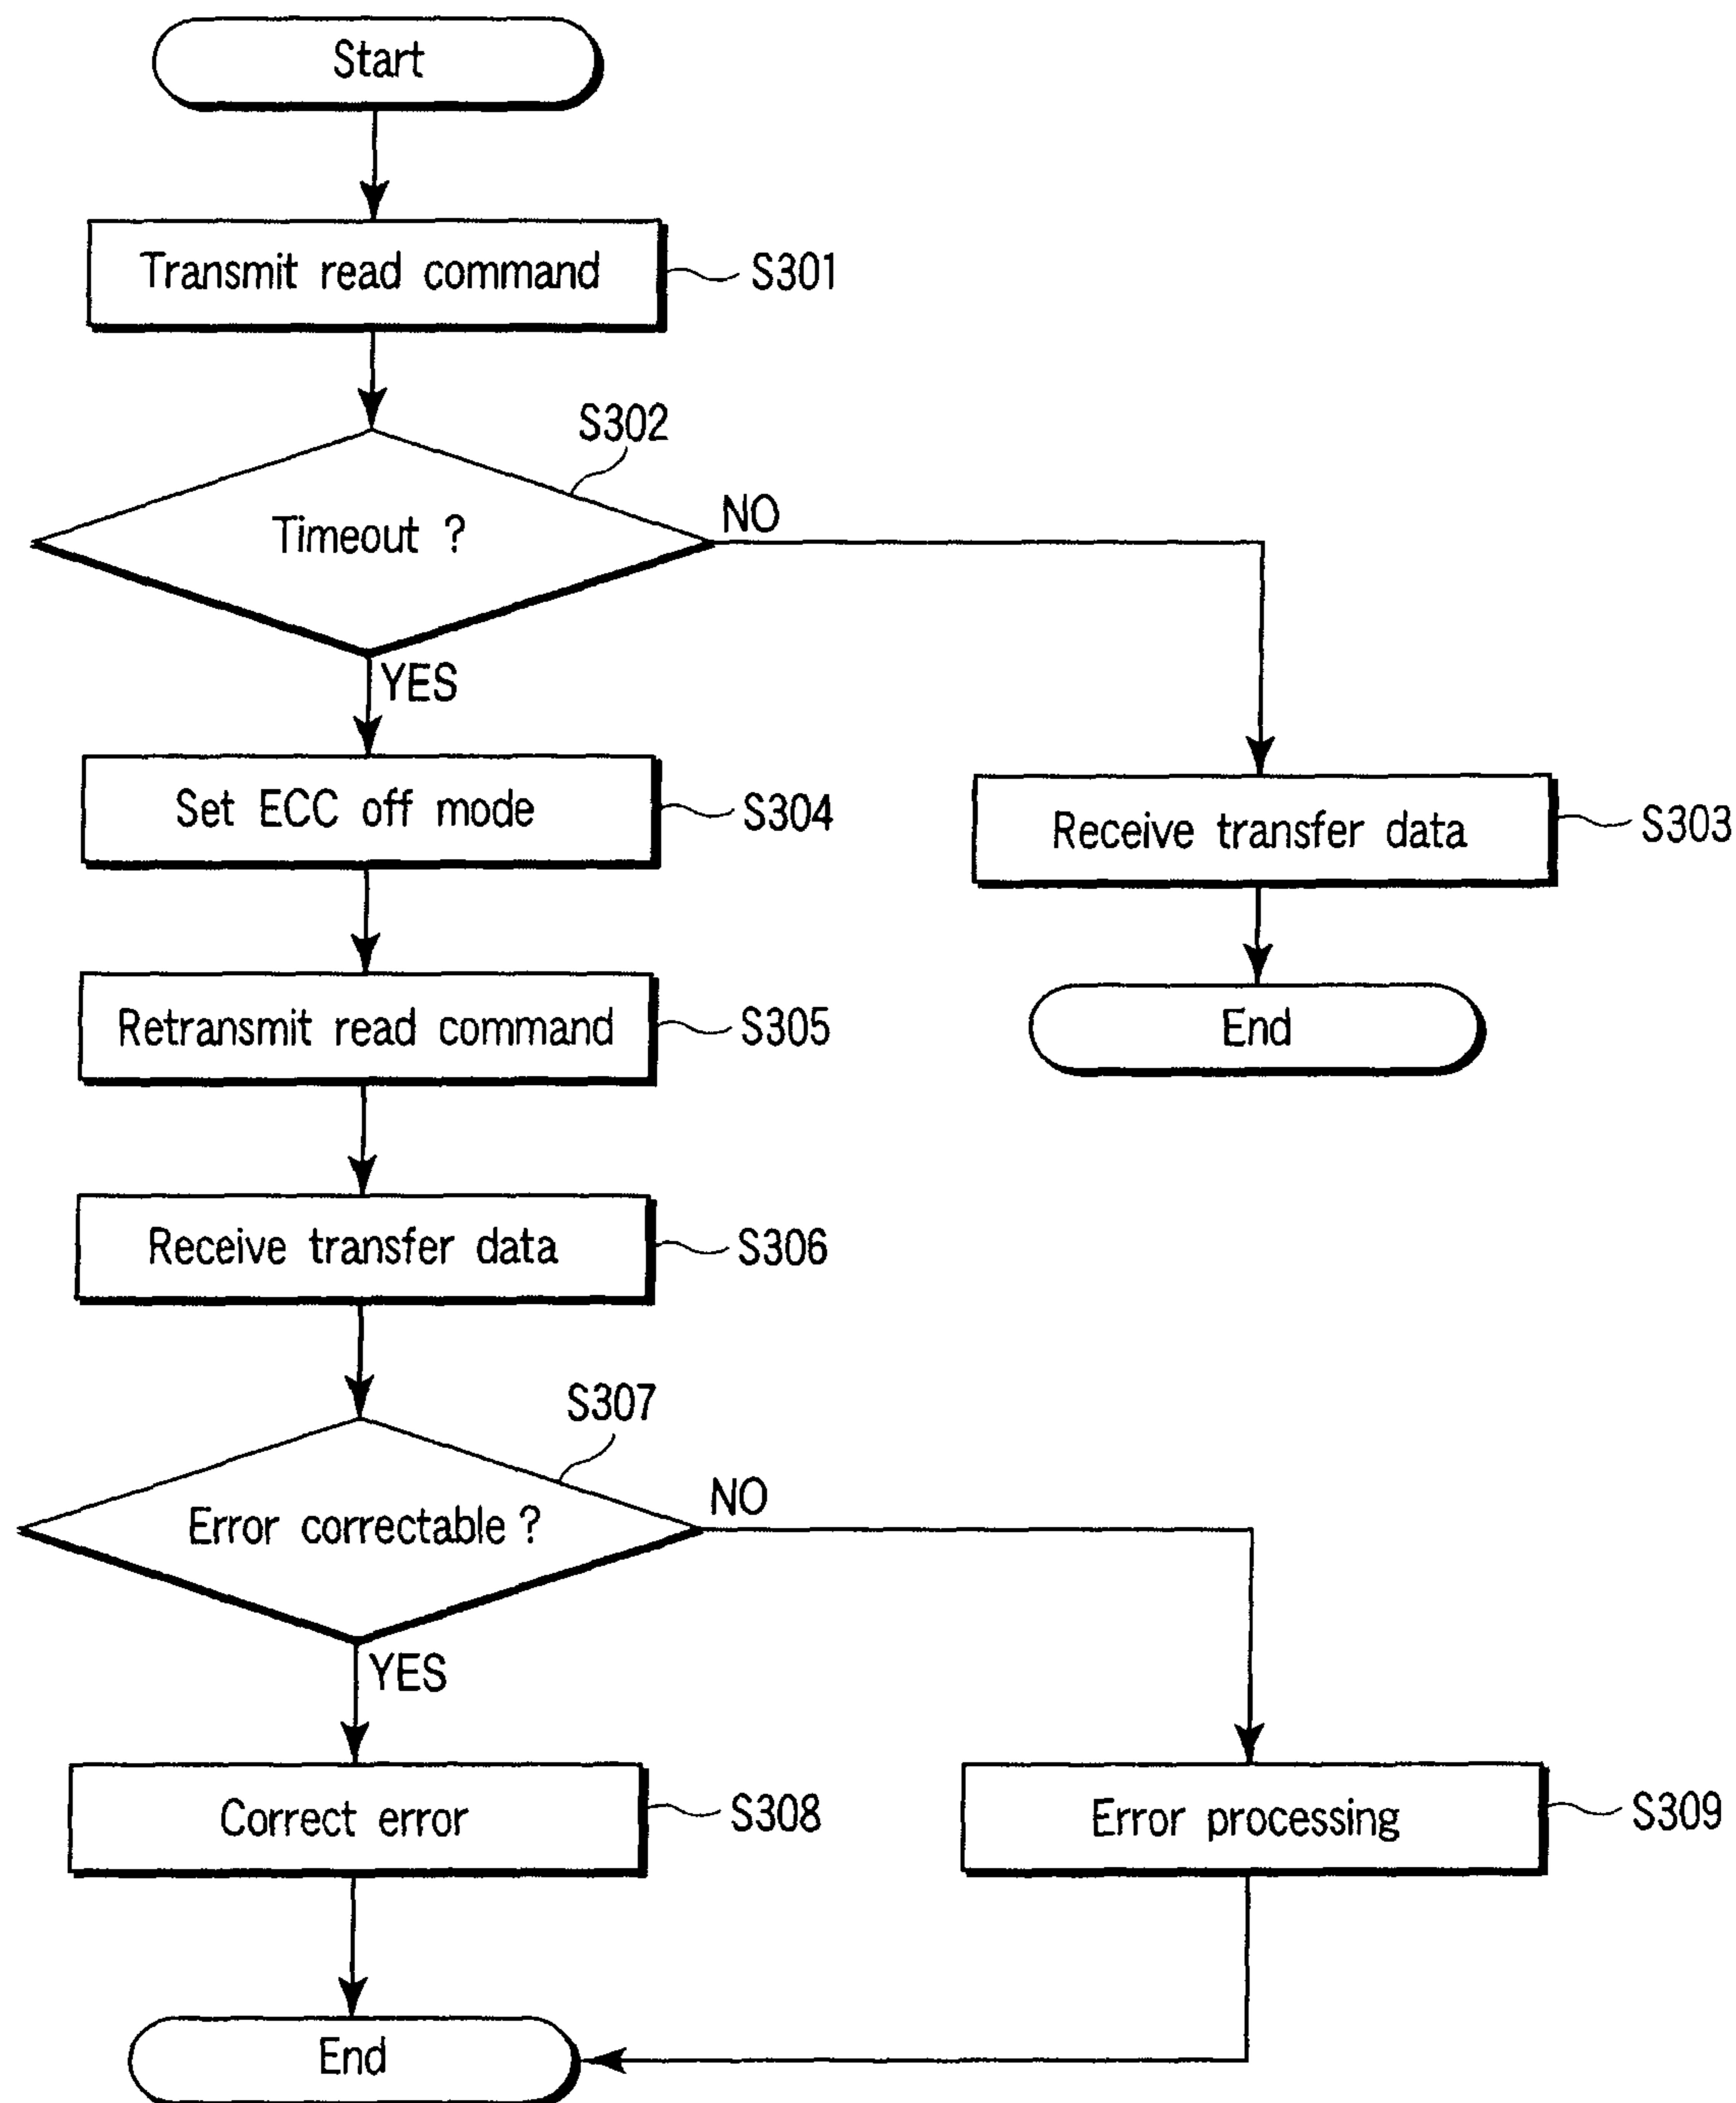 Start
Transmit read command
S301
S302
Timeout ?
NO
YES
Set ECC off mode
S304
Receive transfer data
S303
Retransmit read command
S305
End
Receive transfer data
S306
S307
Error correctable ?
NO
YES
Correct error
S308
Error processing
S309
End